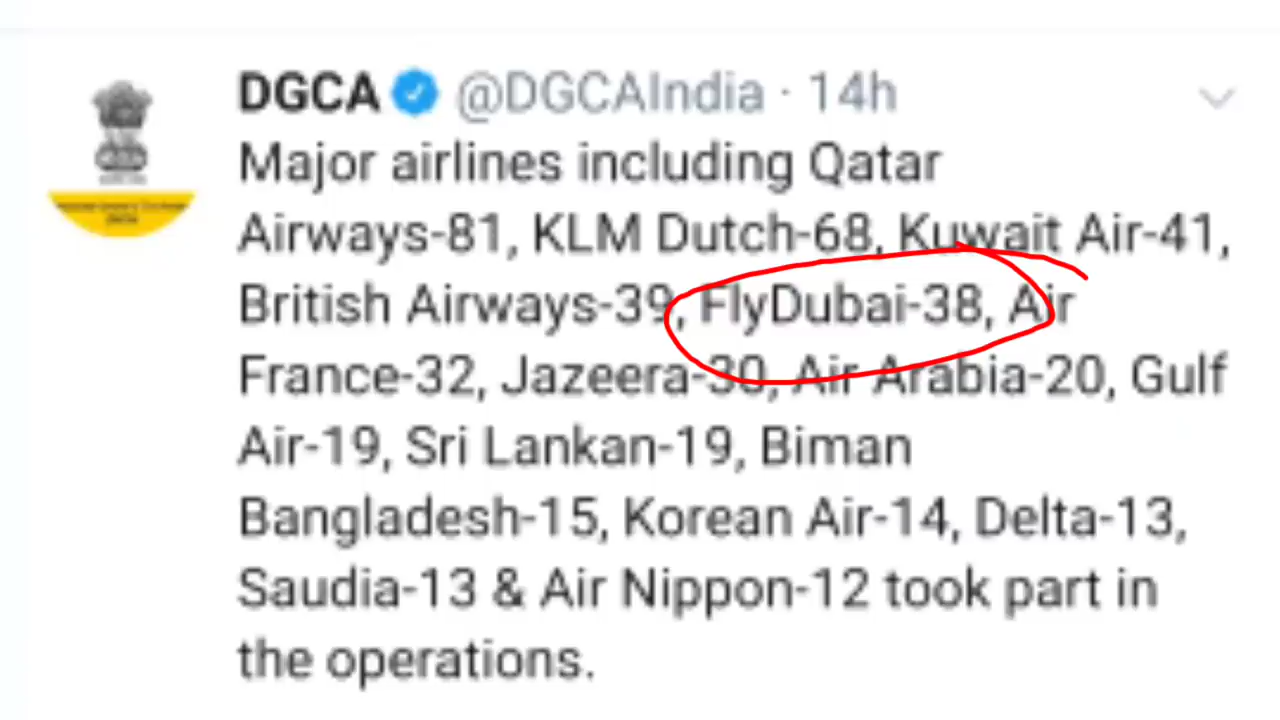 DGCA @DGCAIndia · 14h
Major airlines including Qatar
Airways-81, KLM Dutch-68, Kuwait Air-41,
British Airways-39, FlyDubai-38, Air
France-32, Jazeera-30, Air Arabia-20, Gulf
Air-19, Sri Lankan-19, Biman
Bangladesh-15, Korean Air-14, Delta-13,
Saudia-13 & Air Nippon-12 took part in
the operations.